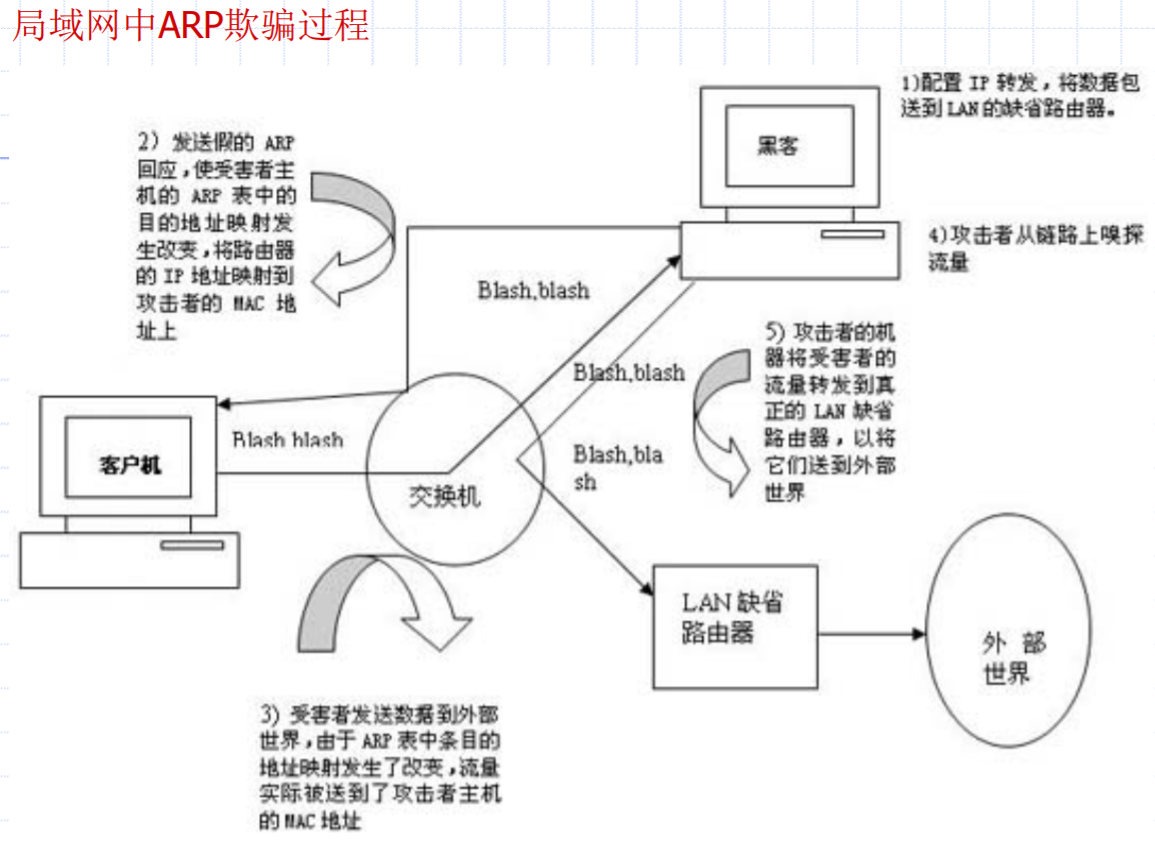 局域网中ARP欺骗过程
1)配置 IP 转发，将数据包
送到 LAN的缺省路由器。
黑客
2) 发送假的 ARP
回应,使受害者主
机的 ARP 表中的
目的地址映射发
生改变,将路由器
的 IP 地址映射到
攻击者的 MAC 地
址上
4)攻击者从链路上嗅探
流量
Blash,blash
5) 攻击者的机
器将受害者的
流量转发到真
正的 LAN 缺省
路由器，以将
它们送到外部
世界
Blash,blash
Blash blash
Blash,bla
sh
客户机
交换机
LAN 缺省
路由器
外 部
世界
3) 受害者发送数据到外部
世界,由于 ARP 表中条目的
地址映射发生了改变,流量
实际被送到了攻击者主机
的 MAC 地址